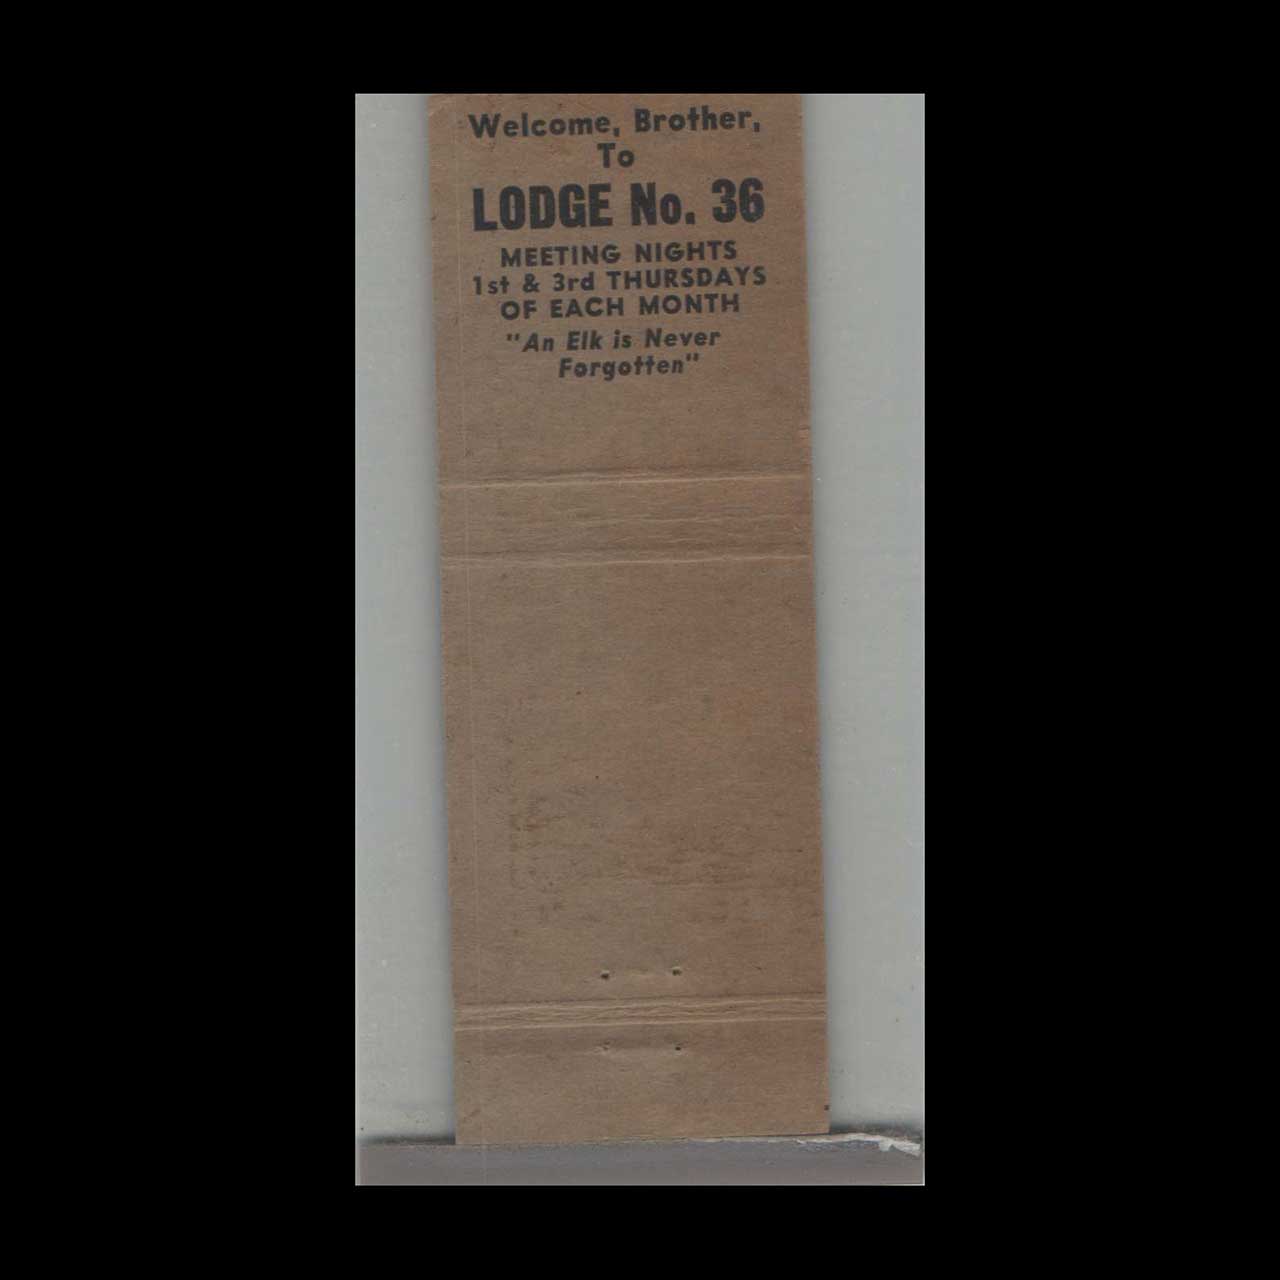 Welcome, Brother,
To
LODGE No. 36
MEETING NIGHTS
1st & 3rd THURSDAYS
OF EACH MONTH
"An Elk is Never
Forgotten"